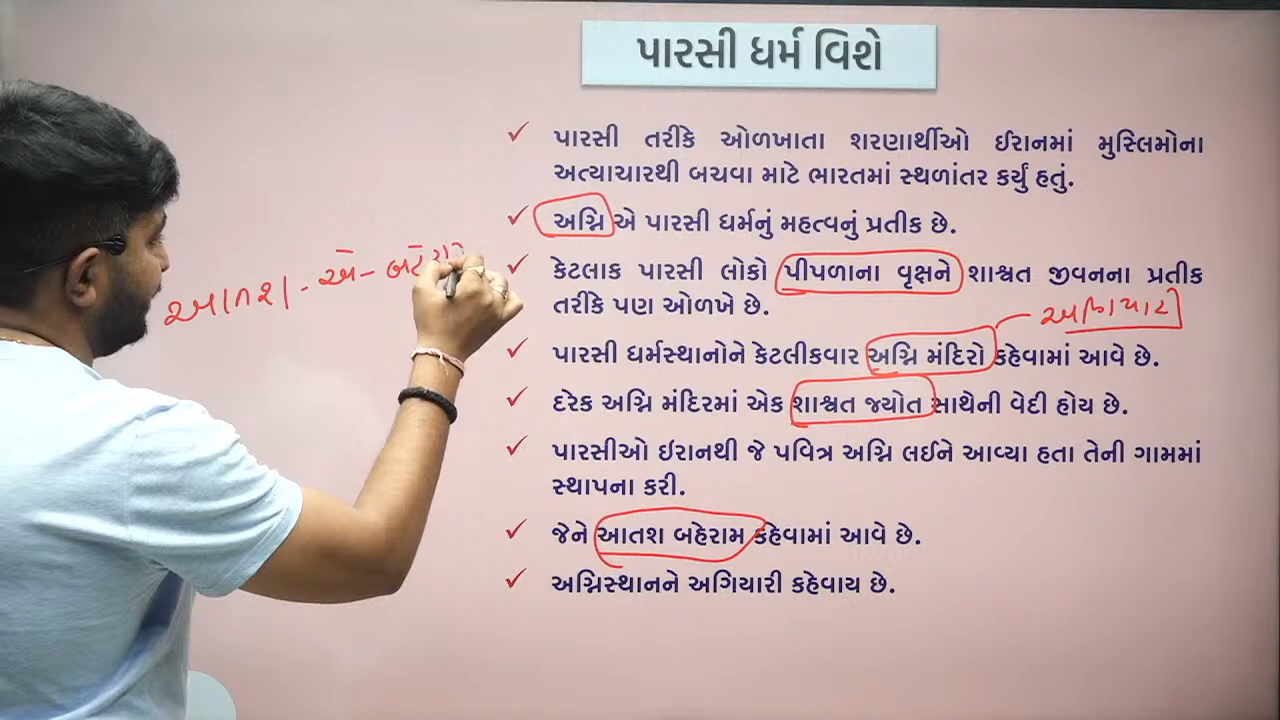 પારસી ધર્મ વિશે
✓ પારસી તરીકે ઓળખાતા શરણાર્થીઓ ઈરાનમાં મુસ્લિમોના
અત્યાચારથી બચવા માટે ભારતમાં સ્થળાંતર કર્યું હતું.
✓ અગ્નિ એ પારસી ધર્મનું મહત્વનું પ્રતીક છે.
✓ કેટલાક પારસી લોકો પીપળાના વૃક્ષને શાશ્વત જીવનના પ્રતીક
તરીકે પણ ઓળખે છે.
આતશ - એ -
✓ પારસી ધર્મસ્થાનોને કેટલીકવાર અગ્નિ મંદિરો કહેવામાં આવે છે.
✓ દરેક અગ્નિ મંદિરમાં એક શાશ્વત જ્યોત સાથેની વેદી હોય છે.
✓ પારસીઓ ઈરાનથી જે પવિત્ર અગ્નિ લઈને આવ્યા હતા તેની ગામમાં
સ્થાપના કરી.
✓ જેને આતશ બહેરામ કહેવામાં આવે છે.
✓ અગ્નિસ્થાનને અગિયારી કહેવાય છે.